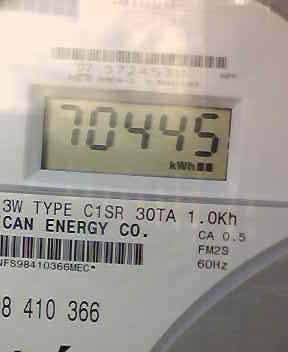 70445
kWh
3W TYPE C1SR 30TA 1.0Kh
CAN ENERGY CO.
CA 0.5
FM2S
NFS98410366MEC*
60Hz
8 410 366